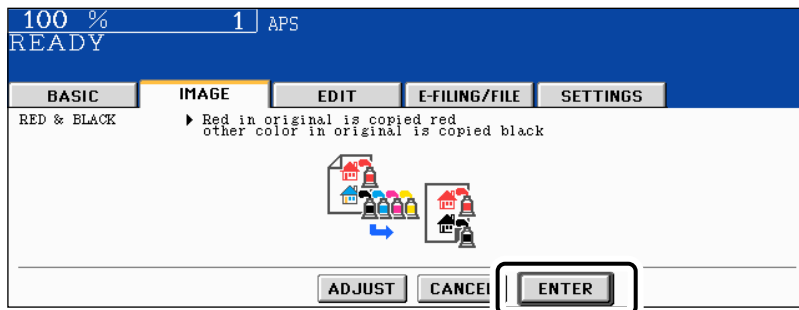 100 % 1 APS
READY
BASIC IMAGE EDIT E-FILING/FILE SETTINGS
RED & BLACK Red in original is copied red
other color in original is copied black
ADJUST CANCEL ENTER